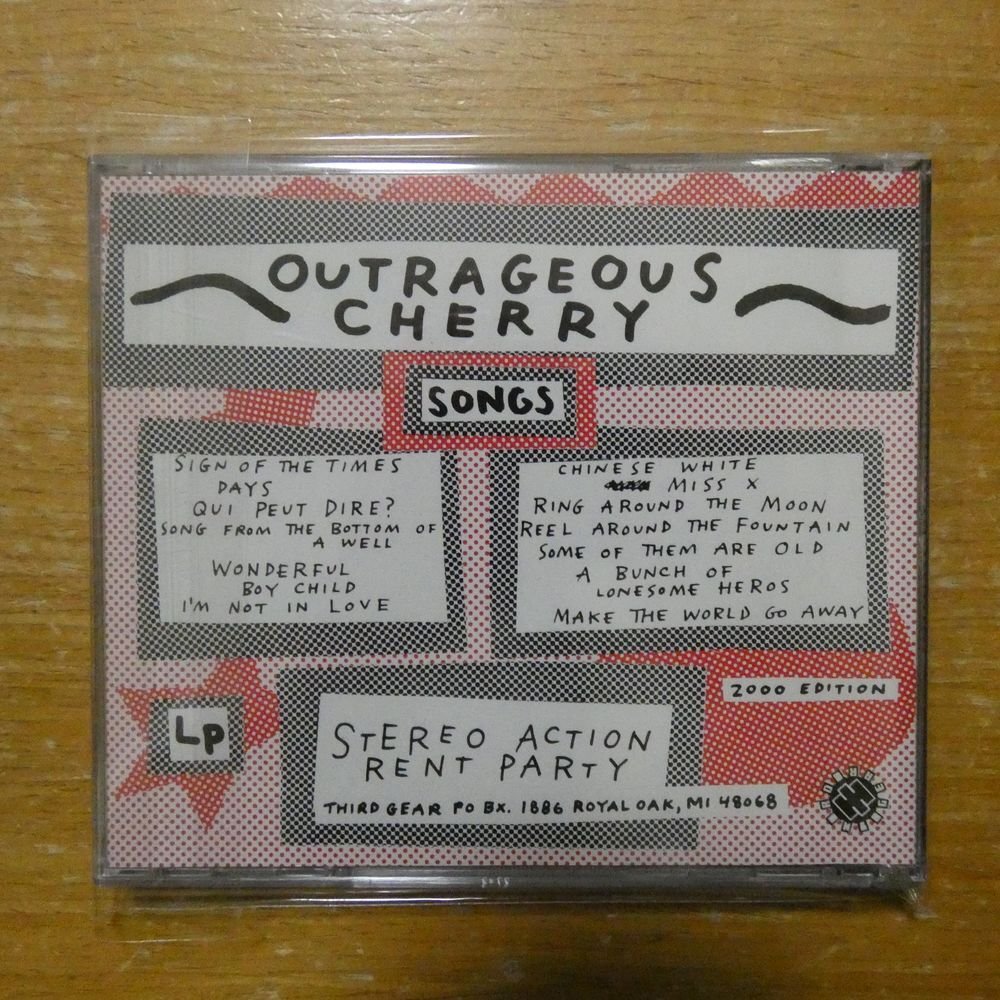 OUTRAGEOUS
CHERRY
SONGS
SIGN OF THE TIMES
DAYS
QUI PEUT DIRE?
SONG FROM THE BOTTOM OF
A WELL
WONDERFUL
BOY CHILD
I'M NOT IN LOVE
CHINESE WHITE
MISS X
RING AROUND THE MOON
REEL AROUND THE FOUNTAIN
SOME OF THEM ARE OLD
A BUNCH OF
LONESOME HEROS
MAKE THE WORLD GO AWAY
2000 EDITION
LP
STEREO ACTION
RENT PARTY
THIRD GEAR PO BX. 1886 ROYAL OAK, MI 48068